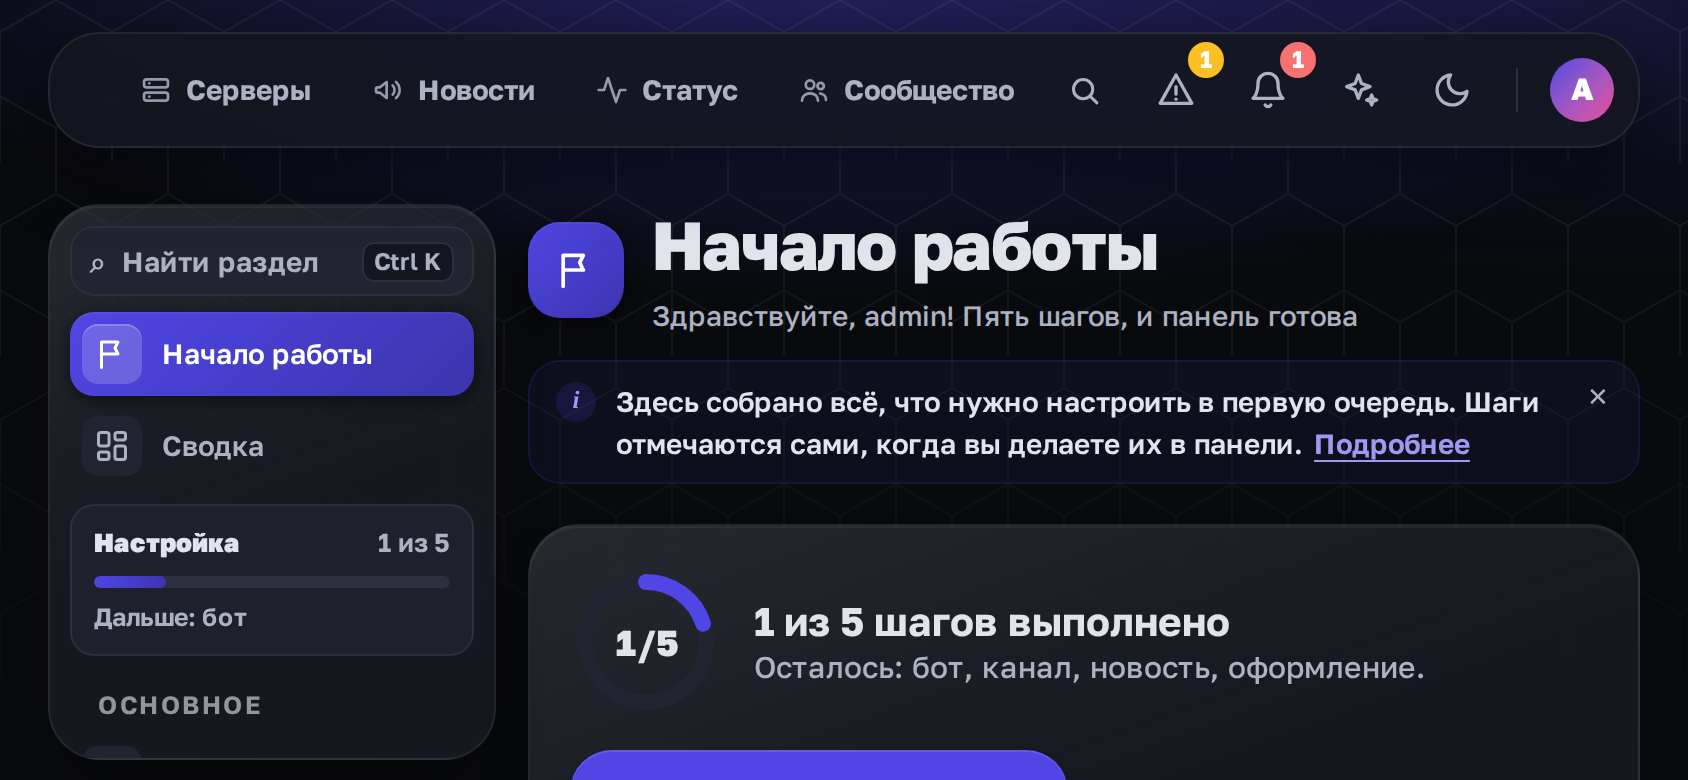 Серверы
Новости
Статус
Сообщество
1
1
A
Найти раздел
Ctrl K
Начало работы
Сводка
Настройка
1 из 5
Дальше: бот
ОСНОВНОЕ
Начало работы
Здравствуйте, admin! Пять шагов, и панель готова
i
Здесь собрано всё, что нужно настроить в первую очередь. Шаги
отмечаются сами, когда вы делаете их в панели. Подробнее
1/5
1 из 5 шагов выполнено
Осталось: бот, канал, новость, оформление.